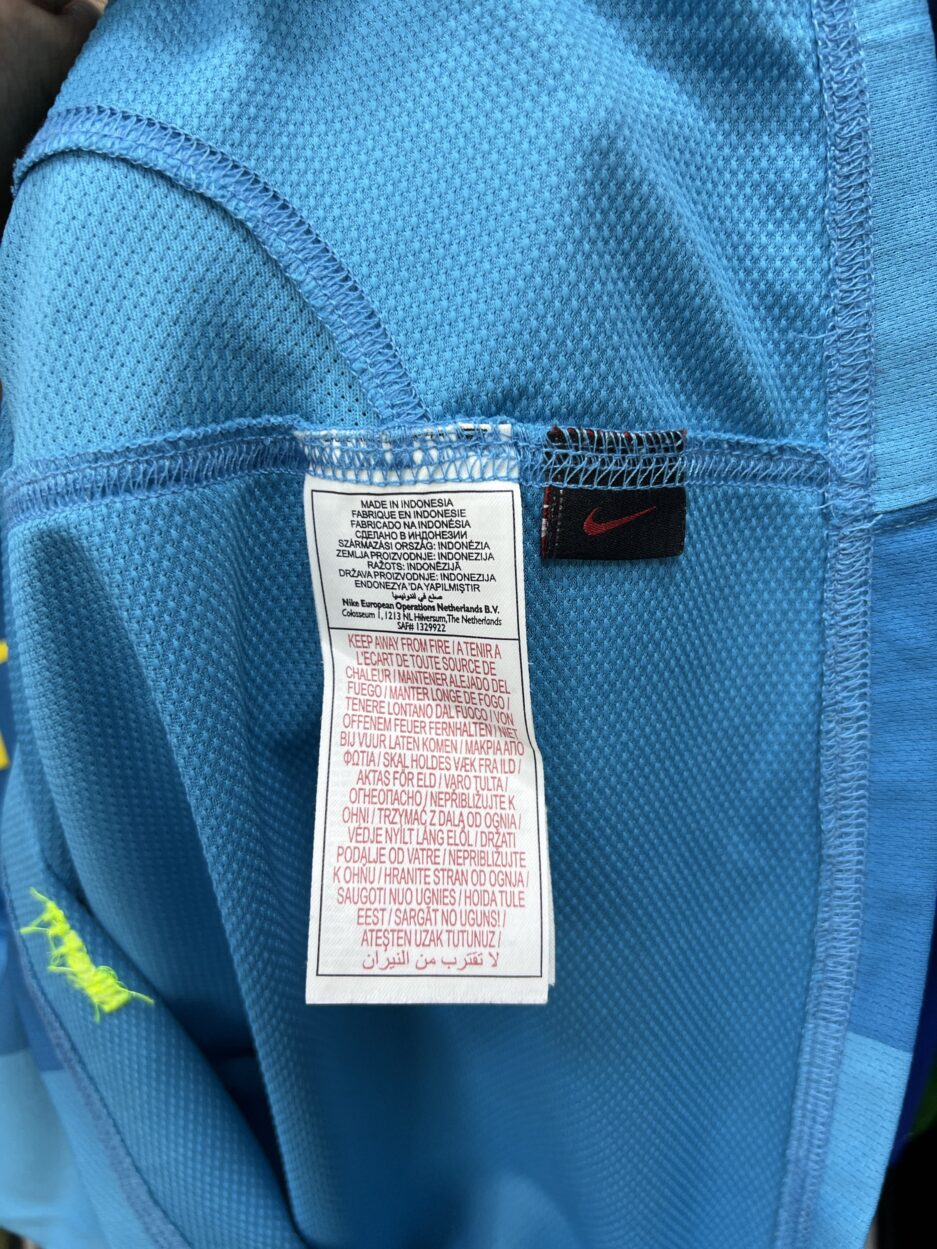 MADE IN INDONESIA
FABRIQUE EN INDONESIE
FABRICADO NA INDONÉSIA
СДЕЛАНО В ИНДОНЕЗИИ
SZÁRMAZÁSI ORSZÁG: INDONÉZIA
ZEMLJA PROIZVODNJE: INDONEZIJA
RAŽOTS: INDONĒZIJĀ
DRŽAVA PROIZVODNJE: INDONEZIJA
ENDONEZYA 'DA YAPILMIŞTIR
صنع في اندونيسيا
Nike European Operations Netherlands B.V.
Colosseum 1, 1213 NL Hilversum, The Netherlands
SAF# 1329922
KEEP AWAY FROM FIRE / A TENIR A
L'ECART DE TOUTE SOURCE DE
CHALEUR / MANTENER ALEJADO DEL
FUEGO / MANTER LONGE DE FOGO /
TENERE LONTANO DAL FUOCO / VON
OFFENEM FEUER FERNHALTEN / NIET
BIJ VUUR LATEN KOMEN / ΜΑΚΡΙΑ ΑΠΟ
ΦΩΤΙΑ / SKAL HOLDES VÆK FRA ILD /
AKTAS FÖR ELD / VARO TULTA /
ОГНЕОПАСНО / NEPŘIBLIŽUJTE K
OHNI / TRZYMAĆ Z DALA OD OGNIA /
VÉDJE NYÍLT LÁNG ELÖL / DRŽATI
PODALJE OD VATRE / NEPRIBLIŽUJTE
K OHŇU / HRANITE STRAN OD OGNJA /
SAUGOTI NUO UGNIES / HOIDA TULE
EEST / SARGĀT NO UGUNS! /
ATEŞTEN UZAK TUTUNUZ /
لا تقترب من النيران